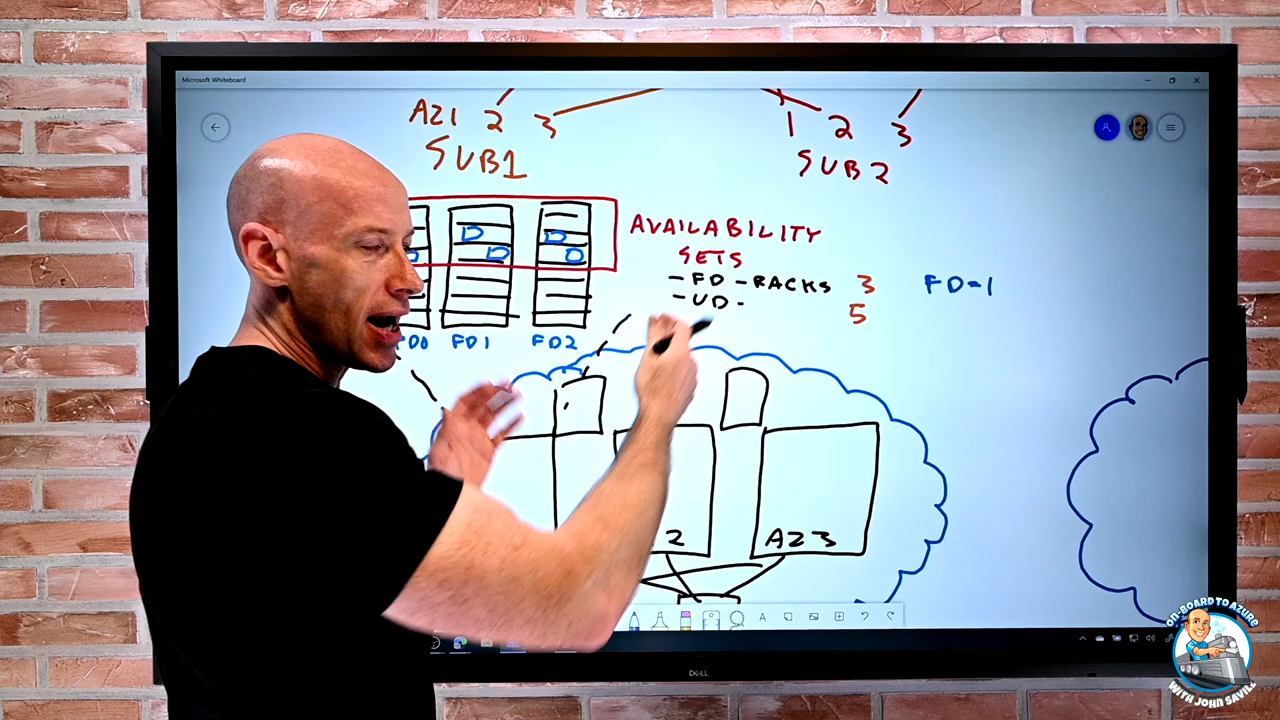 Microsoft Whiteboard
AZ1 2 3
SUB1
1 2 3
SUB2
AVAILABILITY
SETS
- FD - RACKS 3 FD=1
- UD - 5
FD0 FD1 FD2
2
AZ3
A
DELL
ON-BOARD TO AZURE
WITH JOHN SAVILL